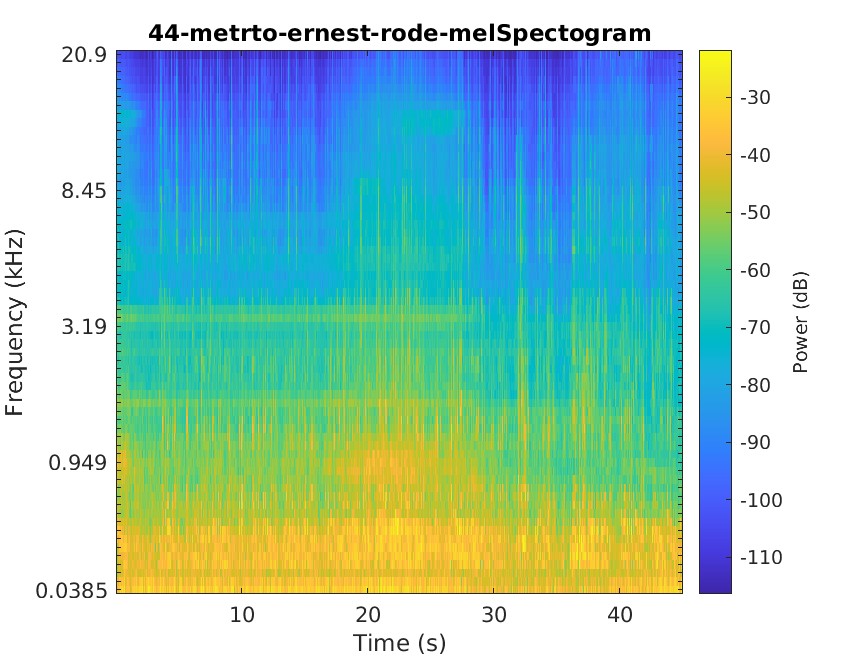 44-metrto-ernest-rode-melSpectogram
20.9
8.45
3.19
0.949
0.0385
Frequency (kHz)
10 20 30 40
Time (s)
-30
-40
-50
-60
-70
-80
-90
-100
-110
Power (dB)